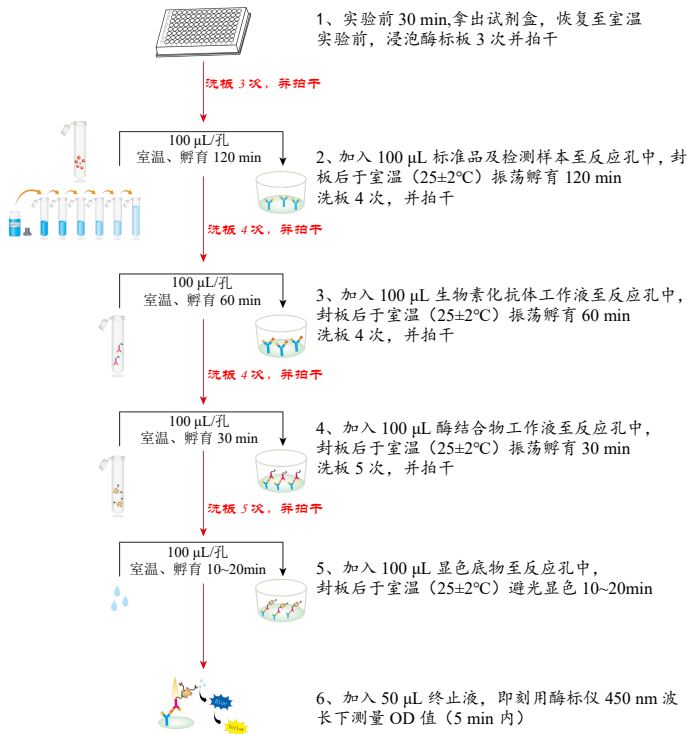 1、实验前 30 min,拿出试剂盒，恢复至室温
实验前，浸泡酶标板 3 次并拍干
洗板 3 次，并拍干
100 μL/孔
室温、孵育 120 min
2、加入 100 μL 标准品及检测样本至反应孔中，封
板后于室温（25±2℃）振荡孵育 120 min
洗板 4 次，并拍干
洗板 4 次，并拍干
100 μL/孔
室温、孵育 60 min
3、加入 100 μL 生物素化抗体工作液至反应孔中，
封板后于室温（25±2℃）振荡孵育 60 min
洗板 4 次，并拍干
洗板 4 次，并拍干
100 μL/孔
室温、孵育 30 min
4、加入 100 μL 酶结合物工作液至反应孔中，
封板后于室温（25±2℃）振荡孵育 30 min
洗板 5 次，并拍干
洗板 5 次，并拍干
100 μL/孔
室温、孵育 10~20min
5、加入 100 μL 显色底物至反应孔中，
封板后于室温（25±2℃）避光显色 10~20min
Blue
Yellow
6、加入 50 μL 终止液，即刻用酶标仪 450 nm 波
长下测量 OD 值（5 min 内）